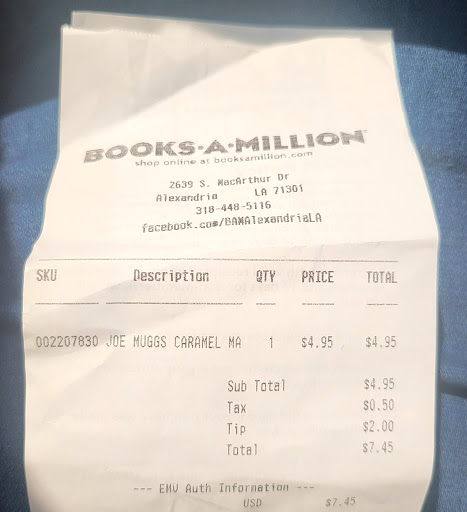 BOOKS·A·MILLION
shop online at booksamillion.com
2639 S. MacArthur Dr
Alexandria LA 71301
318-448-5116
facebook.com/BAMAlexandriaLA
SKU Description QTY PRICE TOTAL
002207830 JOE MUGGS CARAMEL MA 1 $4.95 $4.95
Sub Total $4.95
Tax $0.50
Tip $2.00
Total $7.45
--- EMV Auth Information ---
USD $7.45